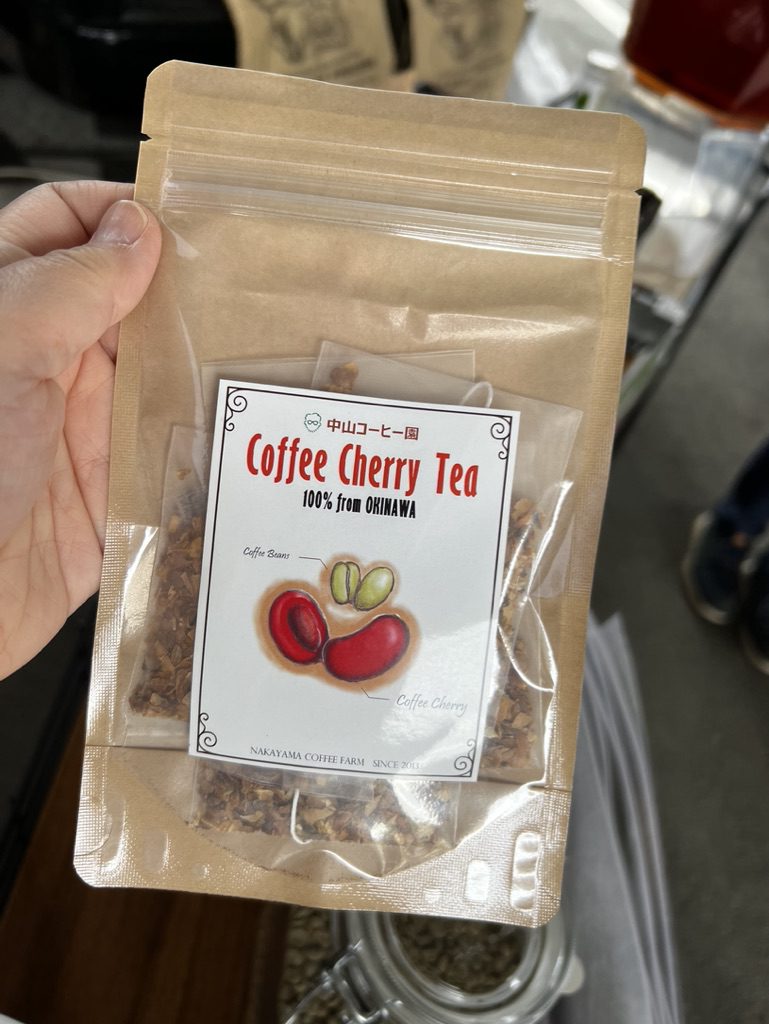 中山コーヒー園
Coffee Cherry Tea
100% from OKINAWA
Coffee Beans
Coffee Cherry
NAKAYAMA COFFEE FARM SINCE 2013